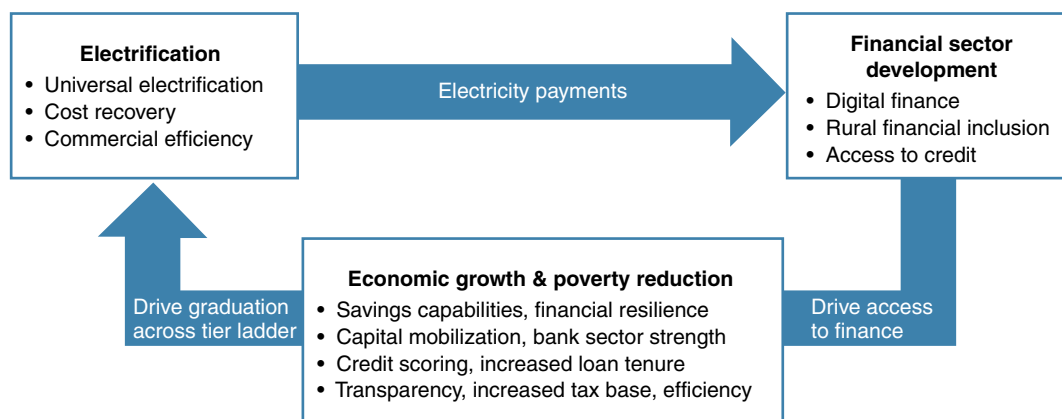 Electrification
• Universal electrification
• Cost recovery
• Commercial efficiency
Electricity payments
Financial sector
development
• Digital finance
• Rural financial inclusion
• Access to credit
Drive graduation
across tier ladder
Economic growth & poverty reduction
• Savings capabilities, financial resilience
• Capital mobilization, bank sector strength
• Credit scoring, increased loan tenure
• Transparency, increased tax base, efficiency
Drive access
to finance